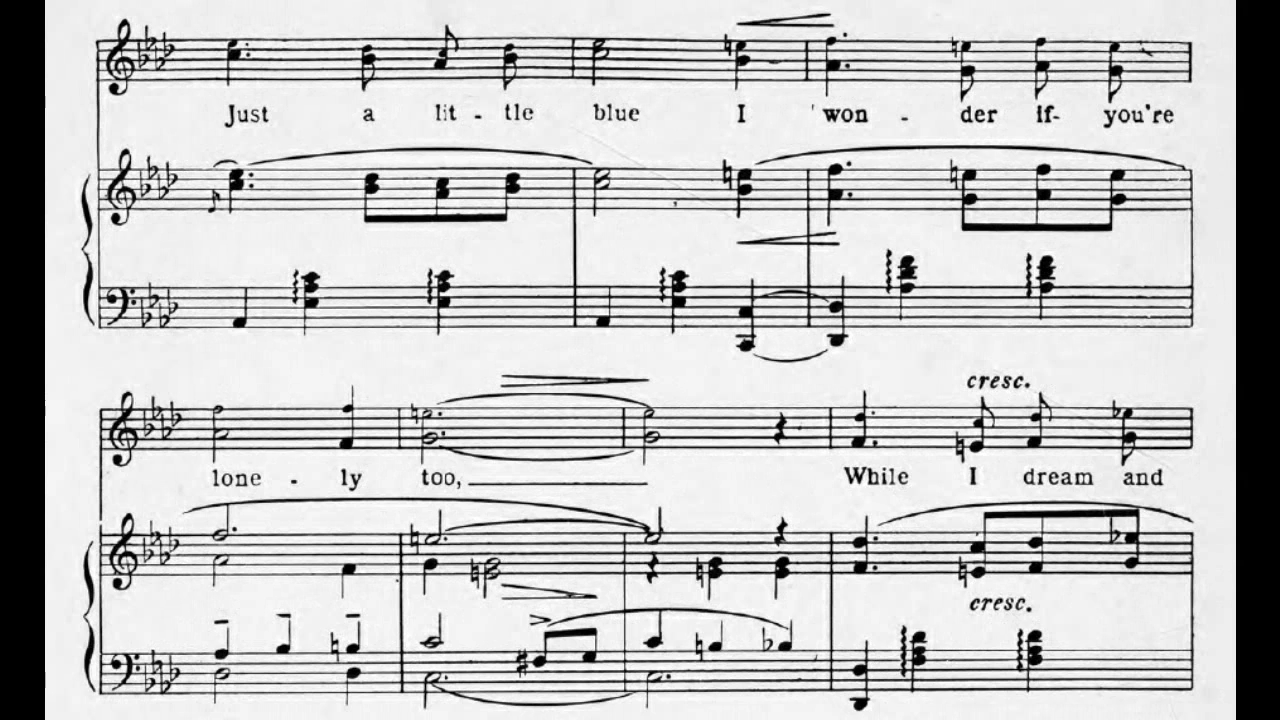 Just a lit - tle blue I won - der if- you're
cresc.
lone - ly too, While I dream and
cresc.